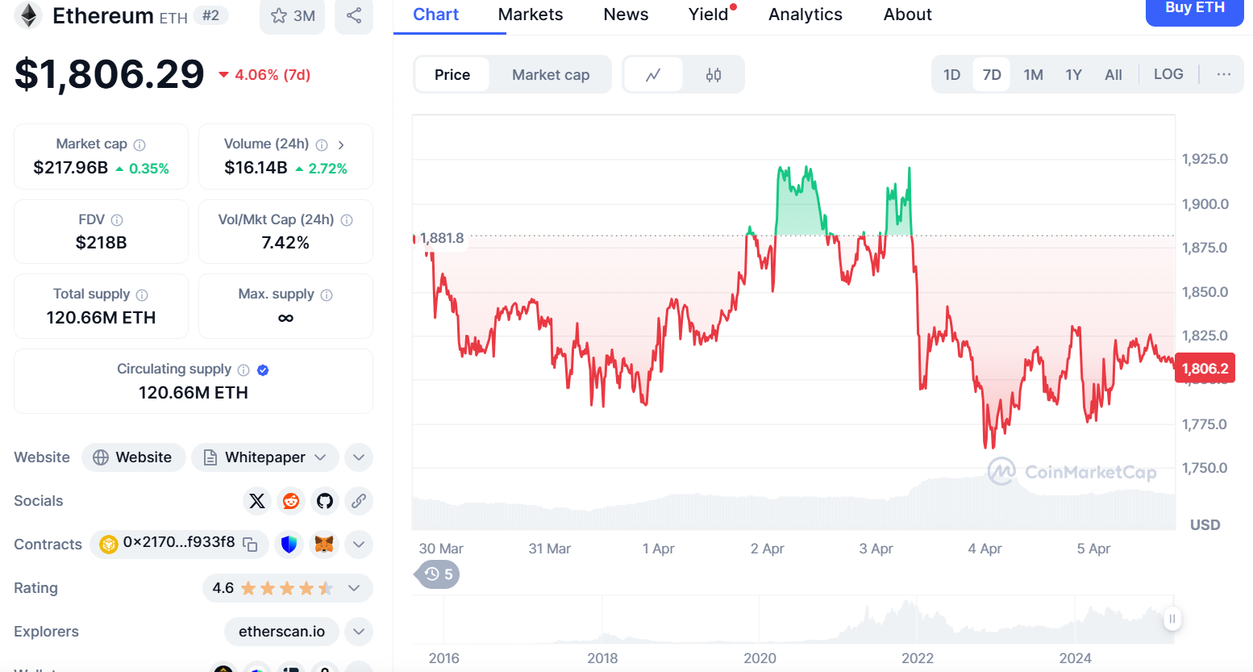 Ethereum ETH #2 3M
$1,806.29 4.06% (7d)
Market cap
$217.96B 0.35%
Volume (24h)
$16.14B 2.72%
FDV
$218B
Vol/Mkt Cap (24h)
7.42%
Total supply
120.66M ETH
Max. supply
∞
Circulating supply
120.66M ETH
Website Website Whitepaper
Socials
Contracts 0x2170...f933f8
Rating 4.6
Explorers etherscan.io
Chart Markets News Yield Analytics About Buy ETH
Price Market cap 1D 7D 1M 1Y All LOG ...
1,925.0
1,900.0
1,881.8
1,875.0
1,850.0
1,825.0
1,806.2
1,775.0
1,750.0
CoinMarketCap
USD
30 Mar 31 Mar 1 Apr 2 Apr 3 Apr 4 Apr 5 Apr
5
2016 2018 2020 2022 2024